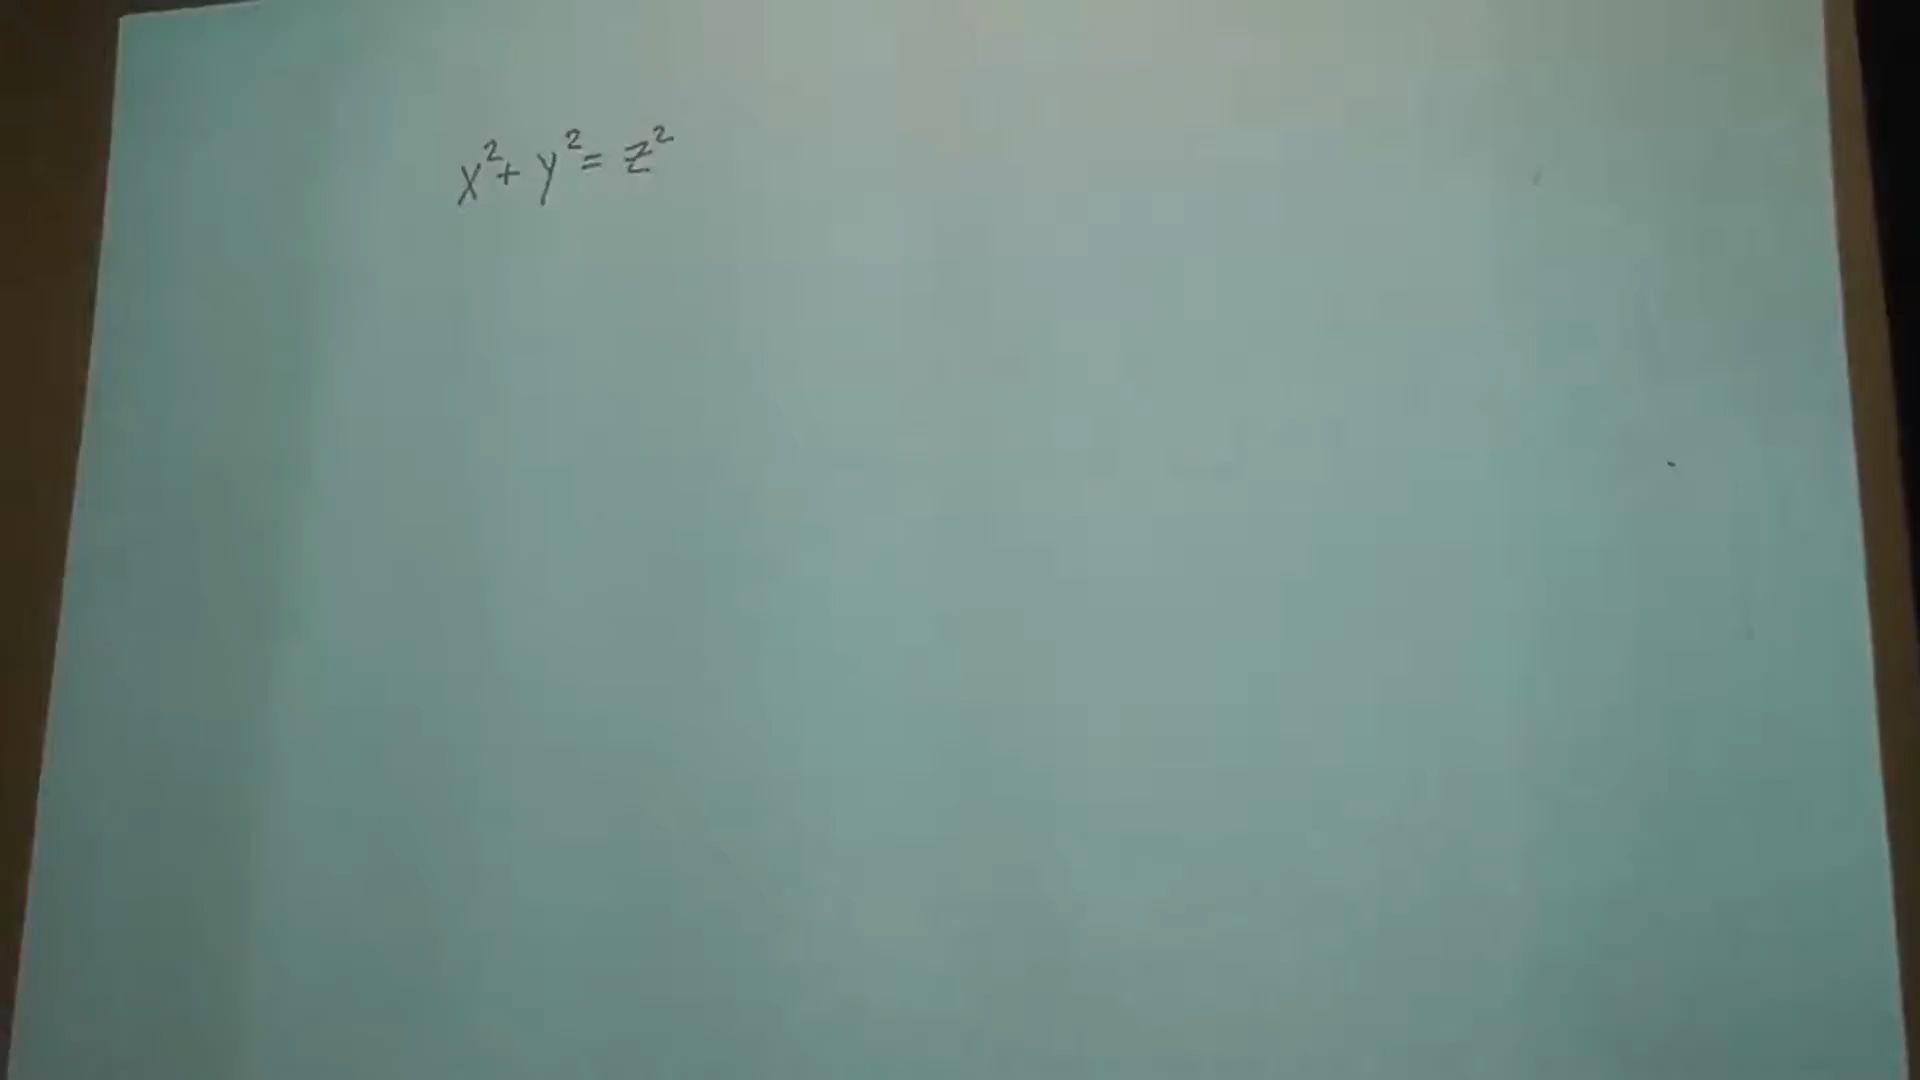 x² + y² = z²